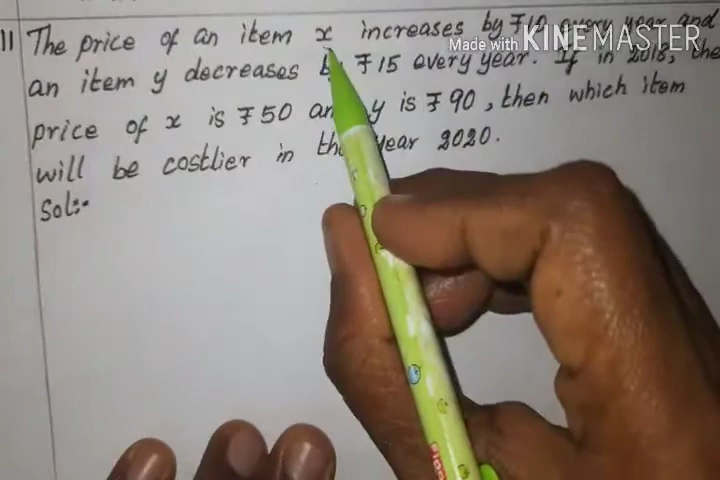 11 The price of an item x increases by ₹10 every year and
an item y decreases by ₹15 every year. If in 2018, the
price of x is ₹50 and y is ₹90, then which item
will be costlier in the year 2020.
Sol:-
Made with KINEMASTER